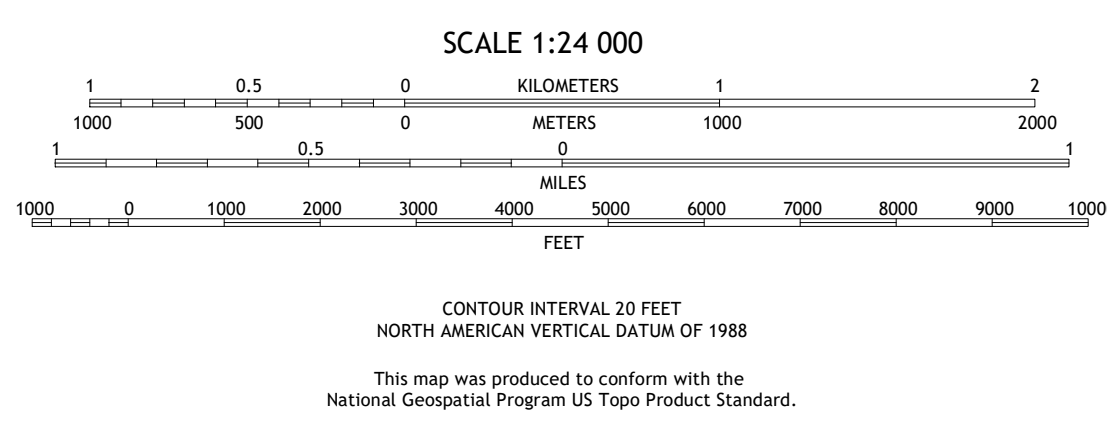 SCALE 1:24 000
1 0.5 0 KILOMETERS 1 2
1000 500 0 METERS 1000 2000
1 0.5 0 1
MILES
1000 0 1000 2000 3000 4000 5000 6000 7000 8000 9000 1000
FEET
CONTOUR INTERVAL 20 FEET
NORTH AMERICAN VERTICAL DATUM OF 1988
This map was produced to conform with the
National Geospatial Program US Topo Product Standard.